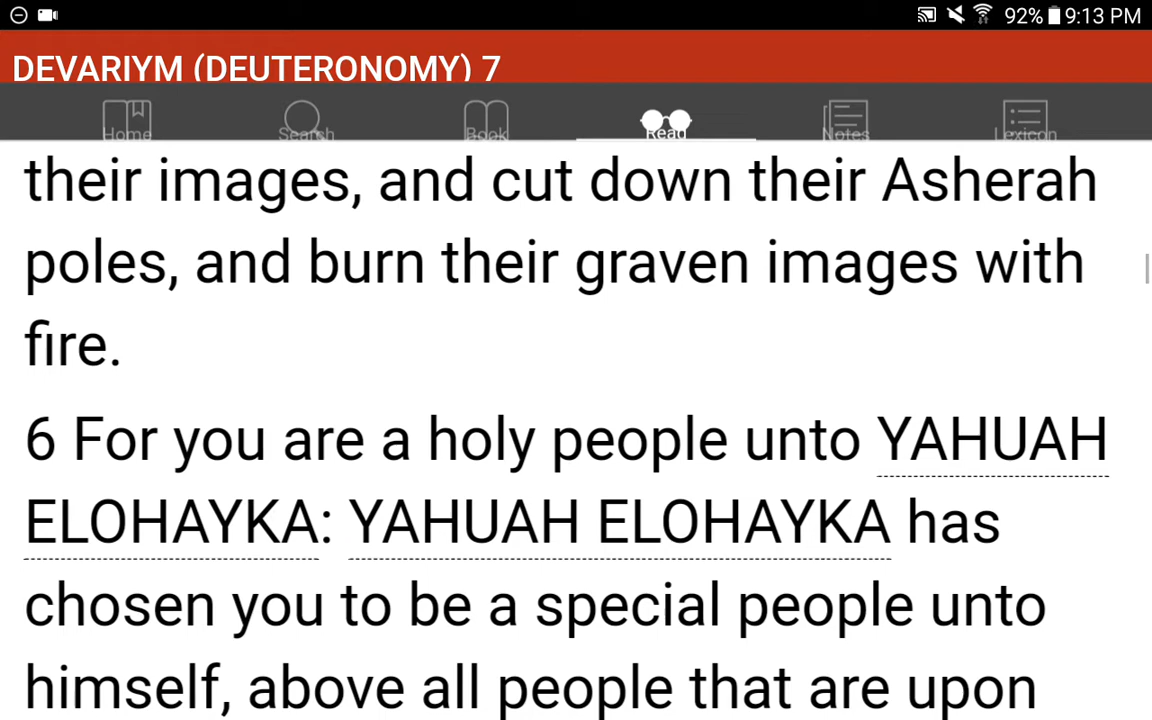 92% 9:13 PM
DEVARIYM (DEUTERONOMY) 7
Home Search Book Read Notes Lexicon
their images, and cut down their Asherah
poles, and burn their graven images with
fire.
6 For you are a holy people unto YAHUAH
ELOHAYKA: YAHUAH ELOHAYKA has
chosen you to be a special people unto
himself, above all people that are upon